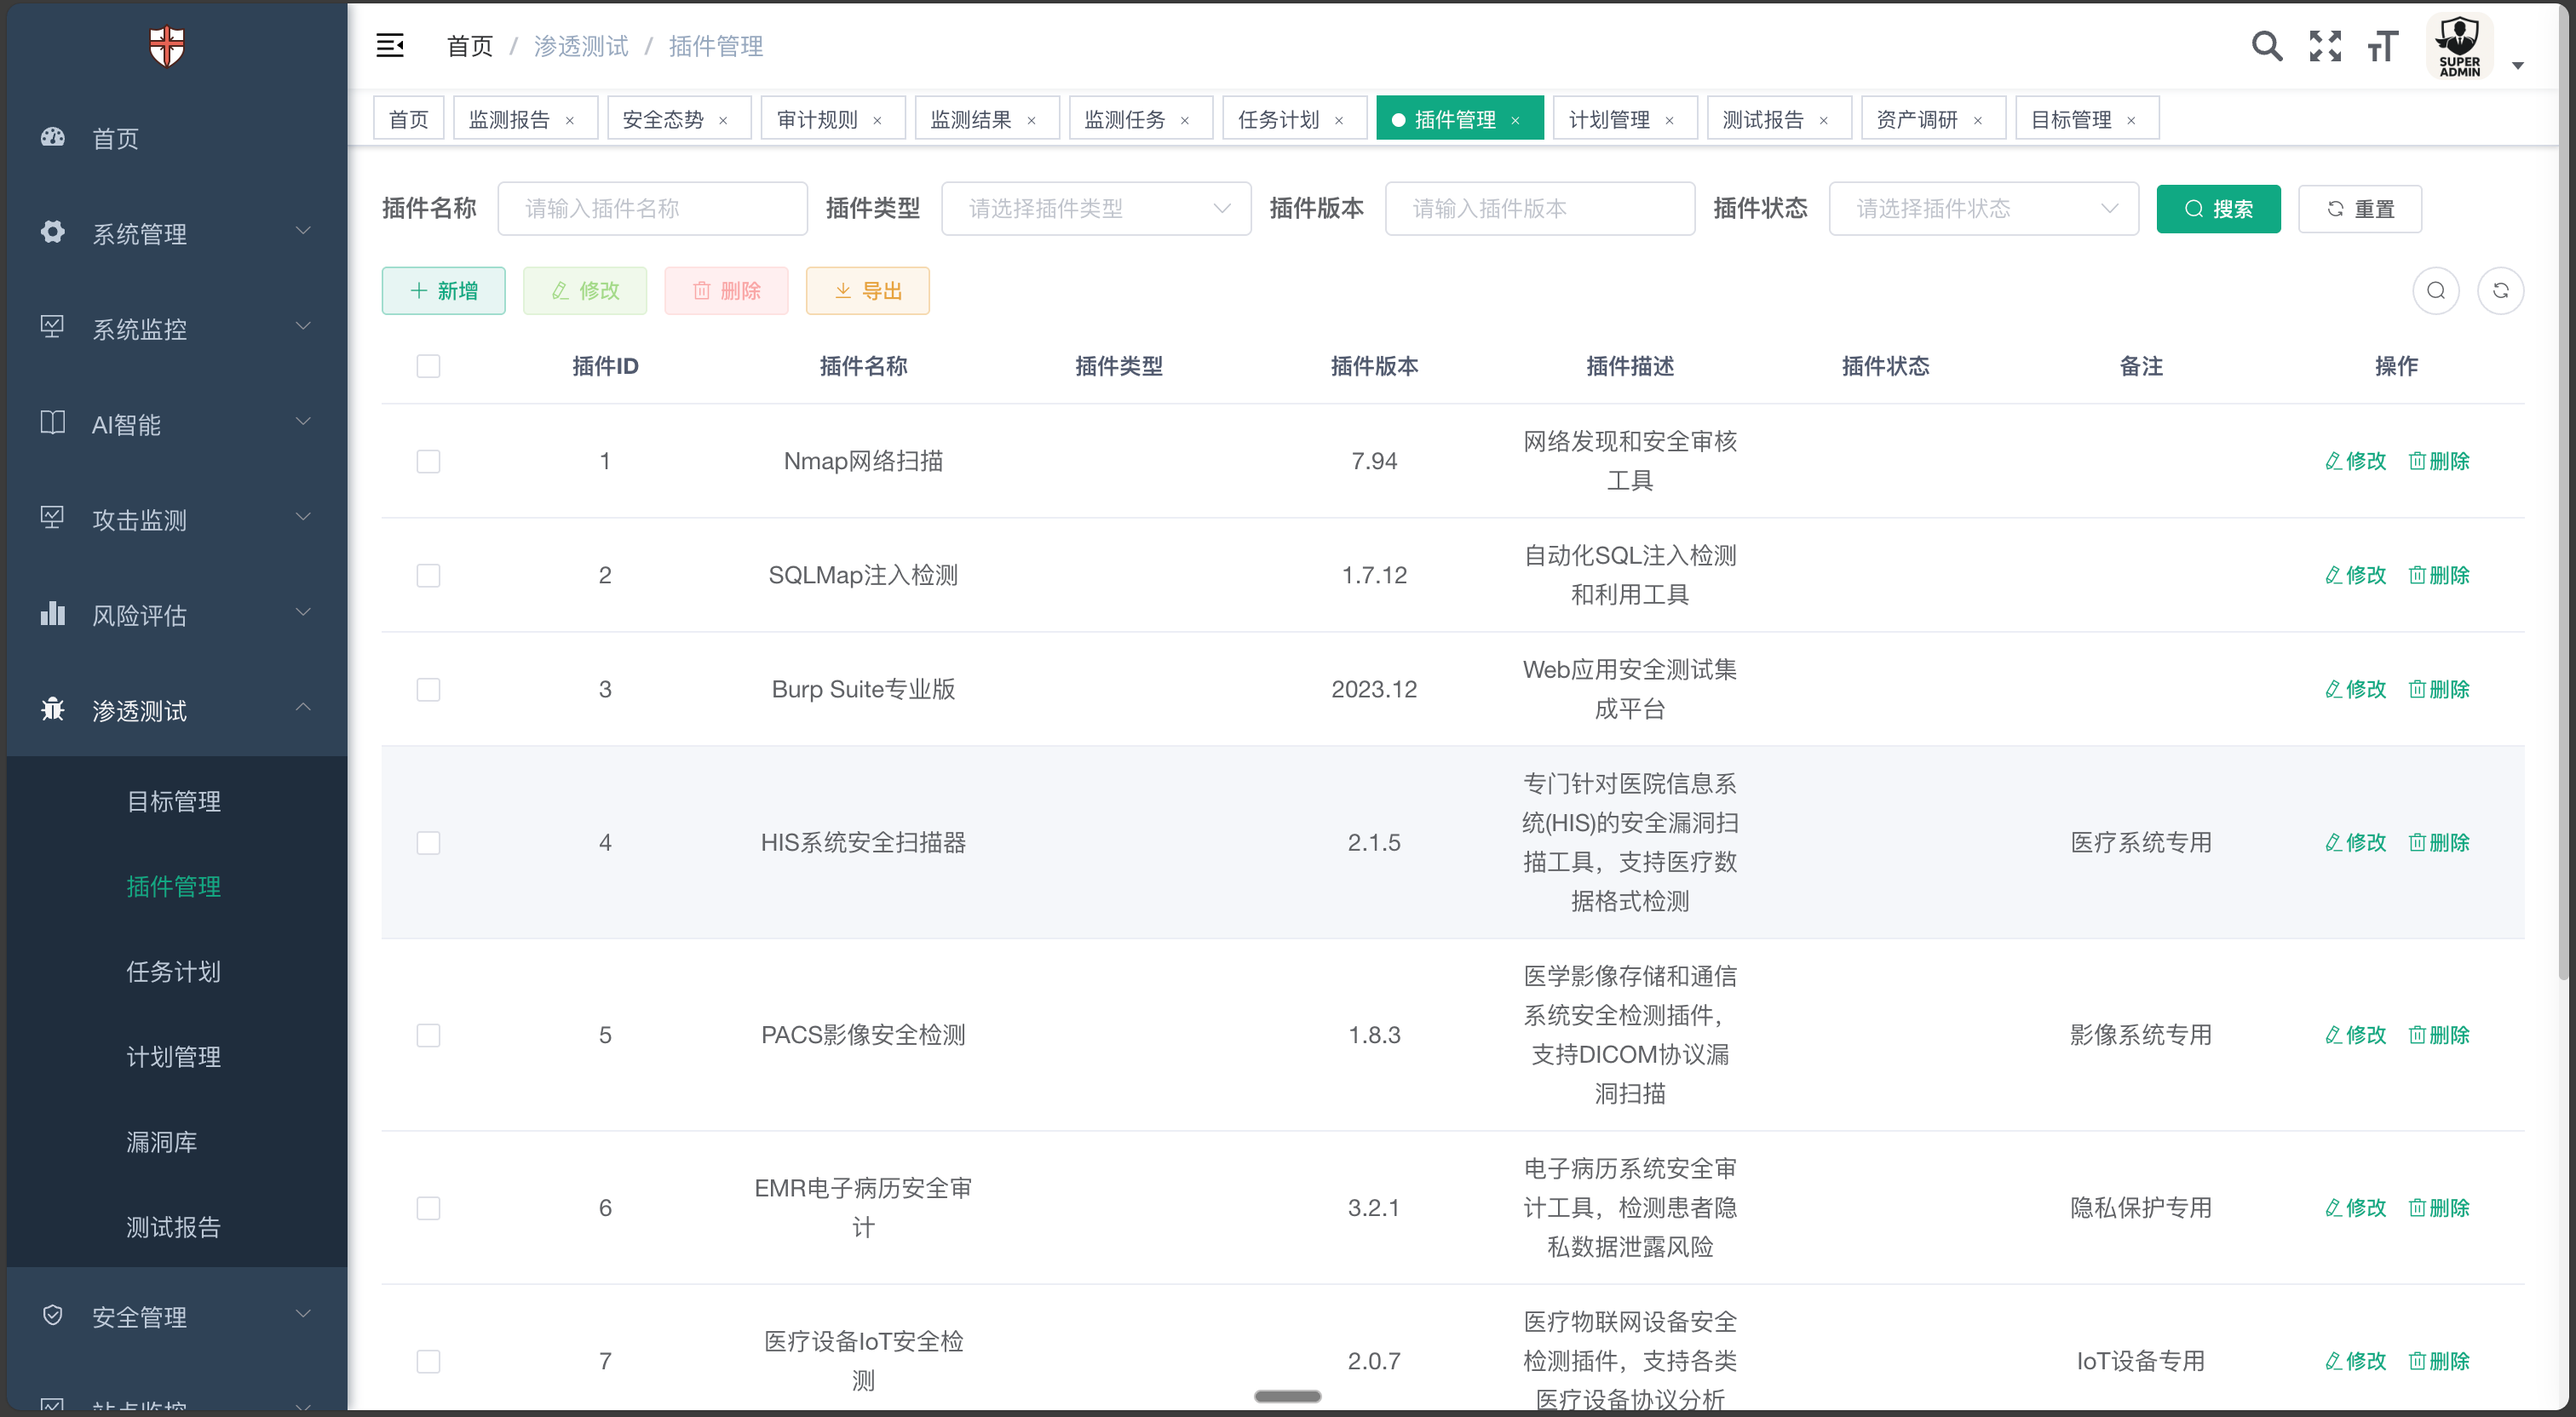 首页 / 渗透测试 / 插件管理
SUPER
ADMIN
首页
系统管理
系统监控
AI智能
攻击监测
风险评估
渗透测试
目标管理
插件管理
任务计划
计划管理
漏洞库
测试报告
安全管理
站点监控
首页 监测报告 × 安全态势 × 审计规则 × 监测结果 × 监测任务 × 任务计划 × 插件管理 × 计划管理 × 测试报告 × 资产调研 × 目标管理 ×
插件名称 请输入插件名称 插件类型 请选择插件类型 插件版本 请输入插件版本 插件状态 请选择插件状态 搜索 重置
新增 修改 删除 导出
插件ID 插件名称 插件类型 插件版本 插件描述 插件状态 备注 操作
1 Nmap网络扫描 7.94 网络发现和安全审核
工具
修改 删除
2 SQLMap注入检测 1.7.12 自动化SQL注入检测
和利用工具
修改 删除
3 Burp Suite专业版 2023.12 Web应用安全测试集
成平台
修改 删除
4 HIS系统安全扫描器 2.1.5 专门针对医院信息系
统(HIS)的安全漏洞扫
描工具，支持医疗数
据格式检测
医疗系统专用 修改 删除
5 PACS影像安全检测 1.8.3 医学影像存储和通信
系统安全检测插件，
支持DICOM协议漏
洞扫描
影像系统专用 修改 删除
6 EMR电子病历安全审
计
3.2.1 电子病历系统安全审
计工具，检测患者隐
私数据泄露风险
隐私保护专用 修改 删除
7 医疗设备IoT安全检
测
2.0.7 医疗物联网设备安全
检测插件，支持各类
医疗设备协议分析
IoT设备专用 修改 删除